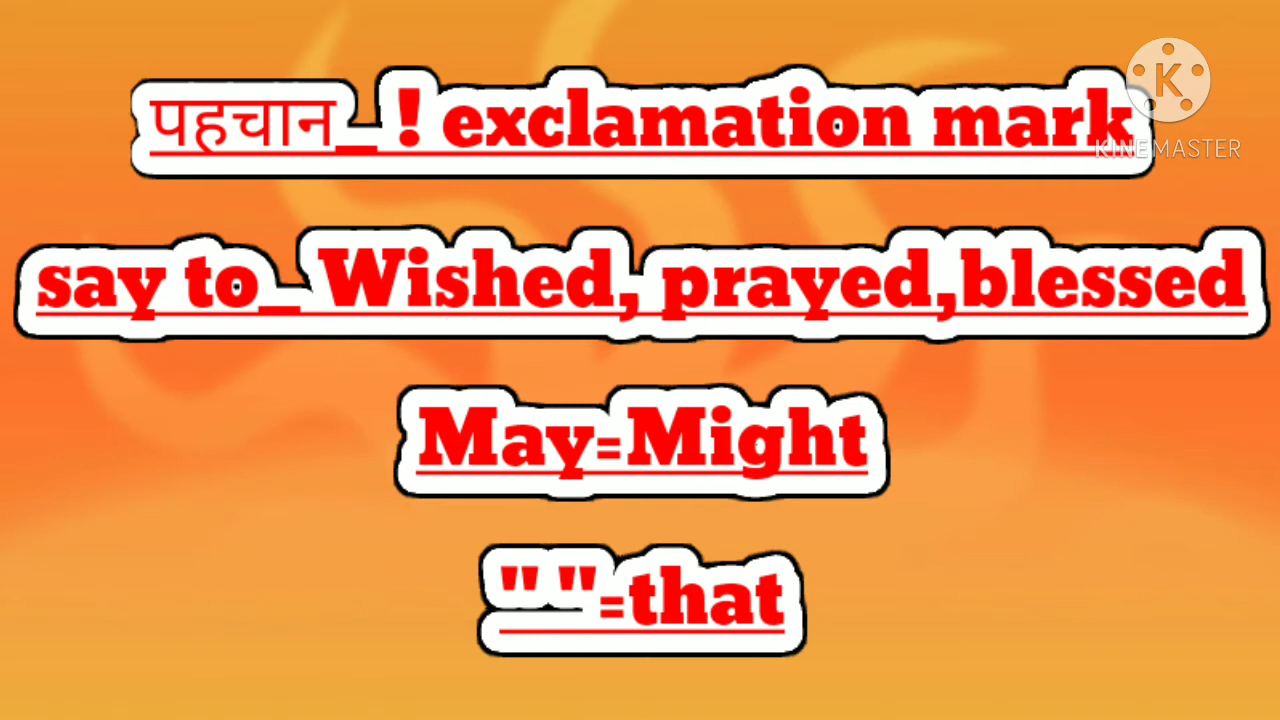 पहचान_ ! exclamation mark
K
KINEMASTER
say to_ Wished, prayed,blessed
May=Might
" "=that